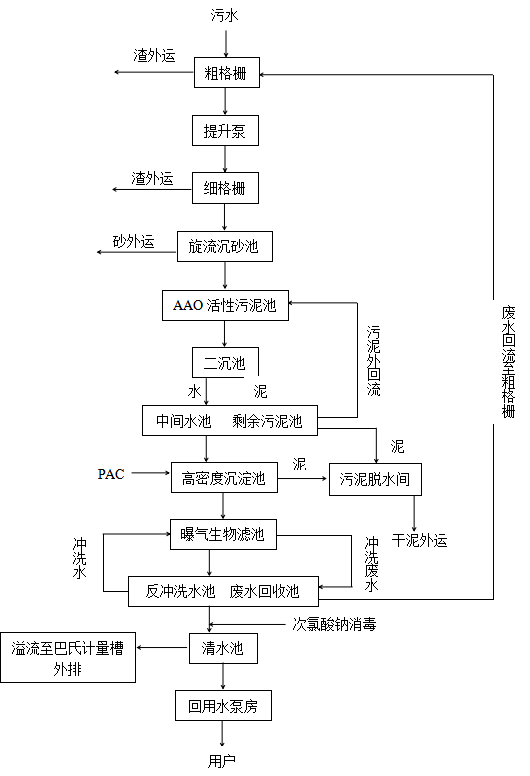 污水
渣外运
粗格栅
提升泵
渣外运
细格栅
砂外运
旋流沉砂池
AAO 活性污泥池
污泥外回流
废水回流至粗格栅
二沉池
水
泥
中间水池 剩余污泥池
泥
PAC
高密度沉淀池
泥
污泥脱水间
干泥外运
曝气生物滤池
冲洗水
冲洗废水
反冲洗水池 废水回收池
次氯酸钠消毒
溢流至巴氏计量槽
外排
清水池
回用水泵房
用户